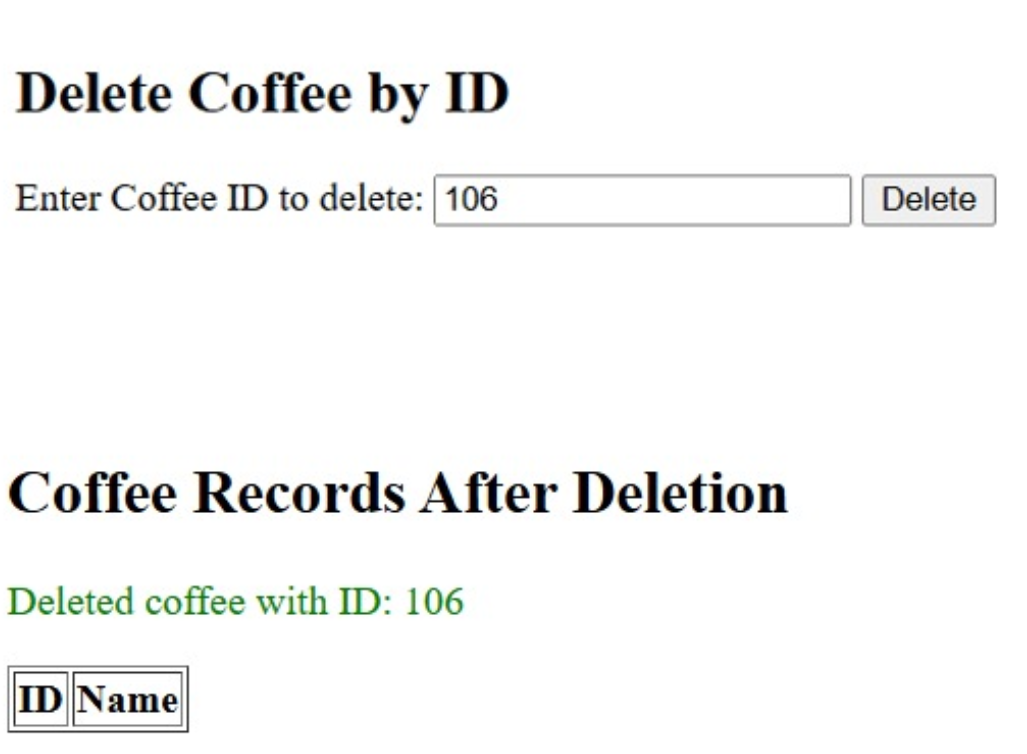 Delete Coffee by ID
Enter Coffee ID to delete: 106 Delete
Coffee Records After Deletion
Deleted coffee with ID: 106
ID Name